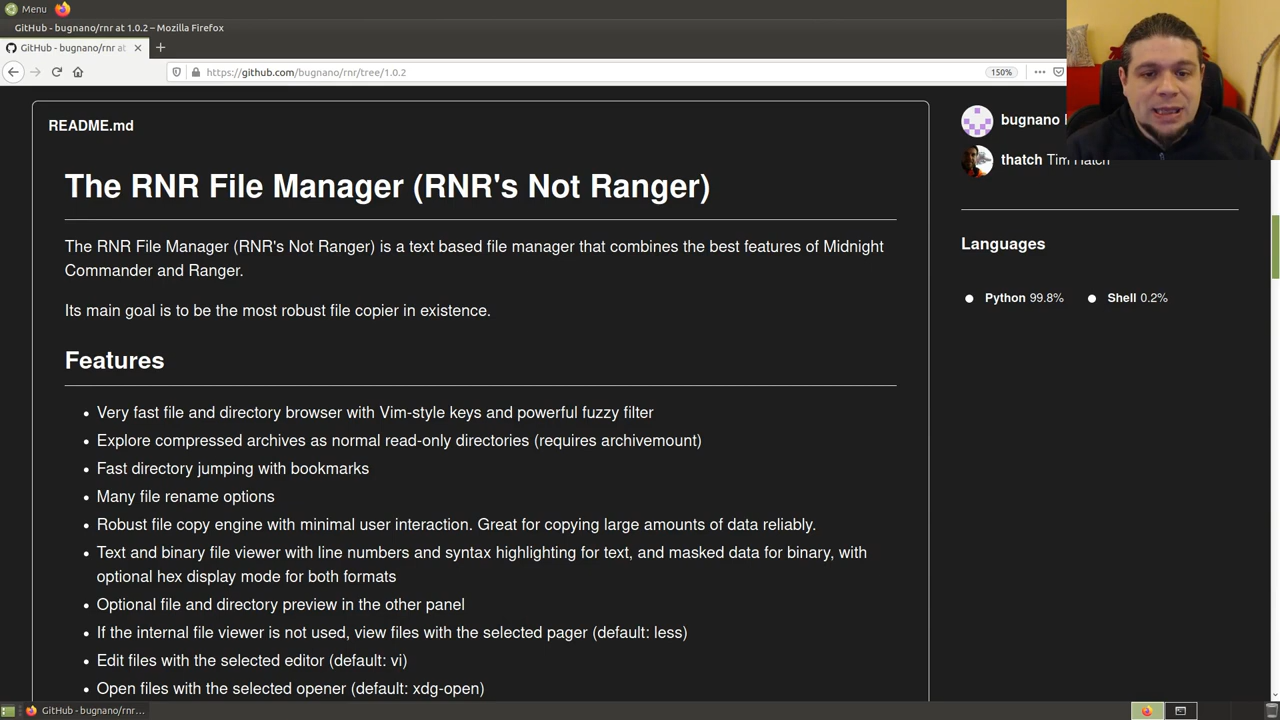 Menu
GitHub - bugnano/rnr at 1.0.2 – Mozilla Firefox
GitHub - bugnano/rnr at
https://github.com/bugnano/rnr/tree/1.0.2
150%
README.md
bugnano
thatch Tim Hatch
The RNR File Manager (RNR's Not Ranger)
The RNR File Manager (RNR's Not Ranger) is a text based file manager that combines the best features of Midnight
Commander and Ranger.
Its main goal is to be the most robust file copier in existence.
Languages
Python 99.8%
Shell 0.2%
Features
• Very fast file and directory browser with Vim-style keys and powerful fuzzy filter
• Explore compressed archives as normal read-only directories (requires archivemount)
• Fast directory jumping with bookmarks
• Many file rename options
• Robust file copy engine with minimal user interaction. Great for copying large amounts of data reliably.
• Text and binary file viewer with line numbers and syntax highlighting for text, and masked data for binary, with
optional hex display mode for both formats
• Optional file and directory preview in the other panel
• If the internal file viewer is not used, view files with the selected pager (default: less)
• Edit files with the selected editor (default: vi)
• Open files with the selected opener (default: xdg-open)
GitHub - bugnano/rnr...